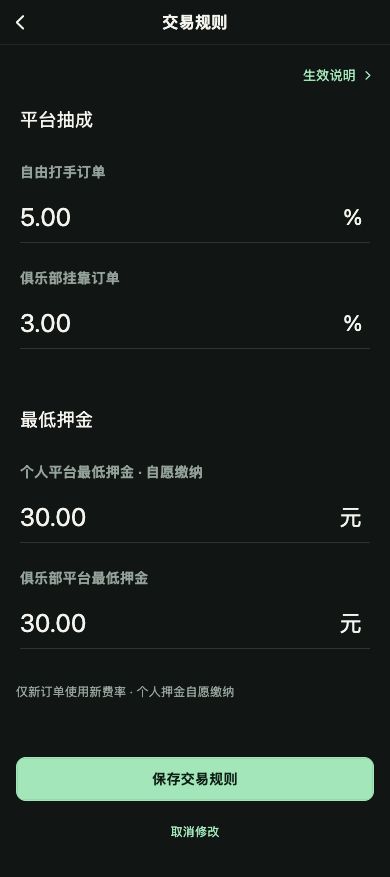 交易规则
生效说明
平台抽成
自由打手订单
5.00 %
俱乐部挂靠订单
3.00 %
最低押金
个人平台最低押金 · 自愿缴纳
30.00 元
俱乐部平台最低押金
30.00 元
仅新订单使用新费率 · 个人押金自愿缴纳
保存交易规则
取消修改